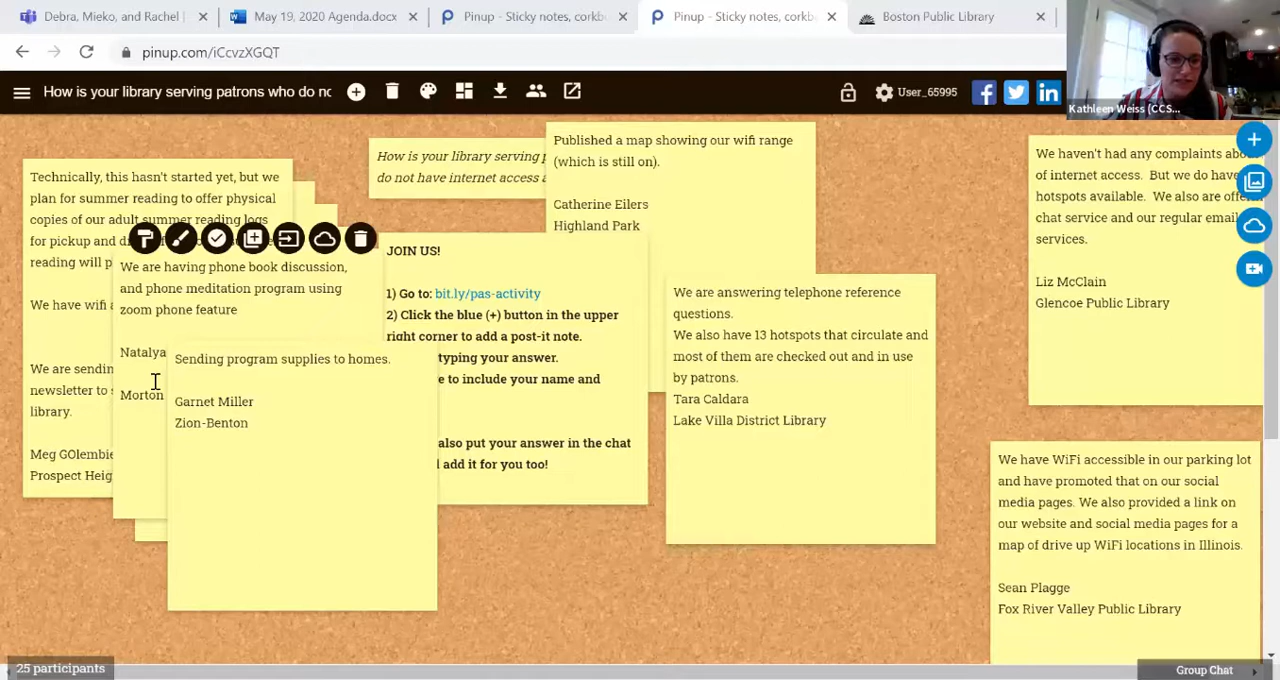 Debra, Mieko, and Rachel |
May 19, 2020 Agenda.docx
Pinup - Sticky notes, corkb
Pinup - Sticky notes, corkb
Boston Public Library
pinup.com/iCcvzXGQT
How is your library serving patrons who do no
User_65995
Kathleen Weiss (CCS...
Technically, this hasn't started yet, but we
plan for summer reading to offer physical
copies of our adult summer reading logs
for pickup and
reading will p
We have wifi a
We are sendin
newsletter to
library.
Meg GOlembie
Prospect Heig
We are having phone book discussion,
and phone meditation program using
zoom phone feature
Natalya
Morton
Sending program supplies to homes.
Garnet Miller
Zion-Benton
How is your library serving
do not have internet access
JOIN US!
1) Go to: bit.ly/pas-activity
2) Click the blue (+) button in the upper
right corner to add a post-it note.
typing your answer.
to include your name and
also put your answer in the chat
add it for you too!
Published a map showing our wifi range
(which is still on).
Catherine Eilers
Highland Park
We are answering telephone reference
questions.
We also have 13 hotspots that circulate and
most of them are checked out and in use
by patrons.
Tara Caldara
Lake Villa District Library
We haven't had any complaints abo
of internet access. But we do have
hotspots available. We also are offe
chat service and our regular email
services.
Liz McClain
Glencoe Public Library
We have WiFi accessible in our parking lot
and have promoted that on our social
media pages. We also provided a link on
our website and social media pages for a
map of drive up WiFi locations in Illinois.
Sean Plagge
Fox River Valley Public Library
25 participants
Group Chat